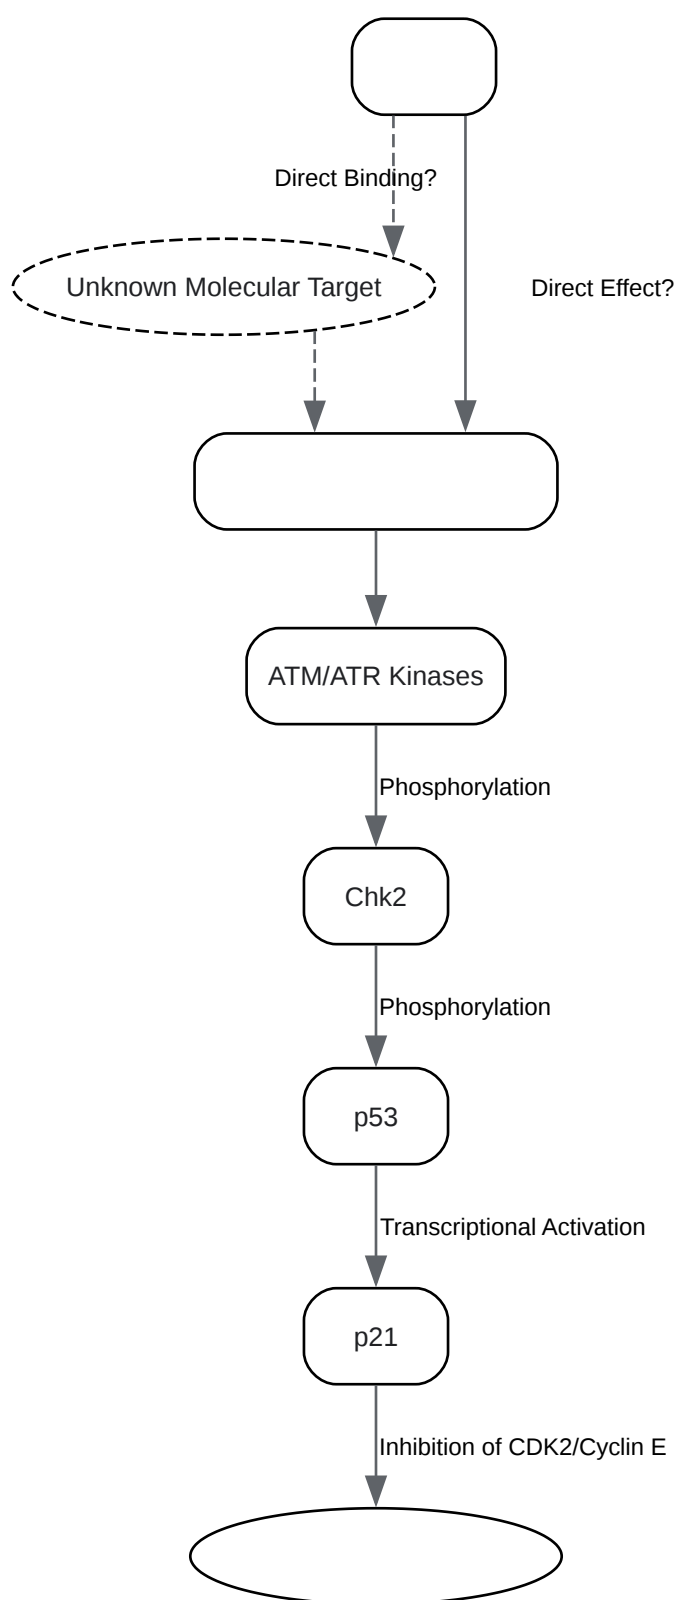 Direct Binding?
Unknown Molecular Target
Direct Effect?
ATM/ATR Kinases
Phosphorylation
Chk2
Phosphorylation
p53
Transcriptional Activation
p21
Inhibition of CDK2/Cyclin E